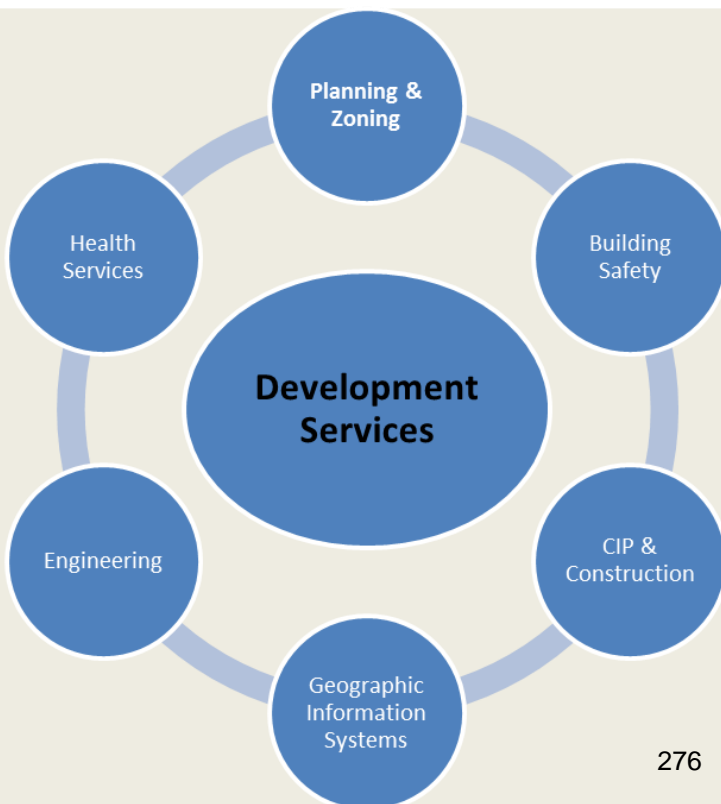 Planning &
Zoning
Building
Safety
CIP &
Construction
Geographic
Information
Systems
Engineering
Health
Services
Development
Services
276